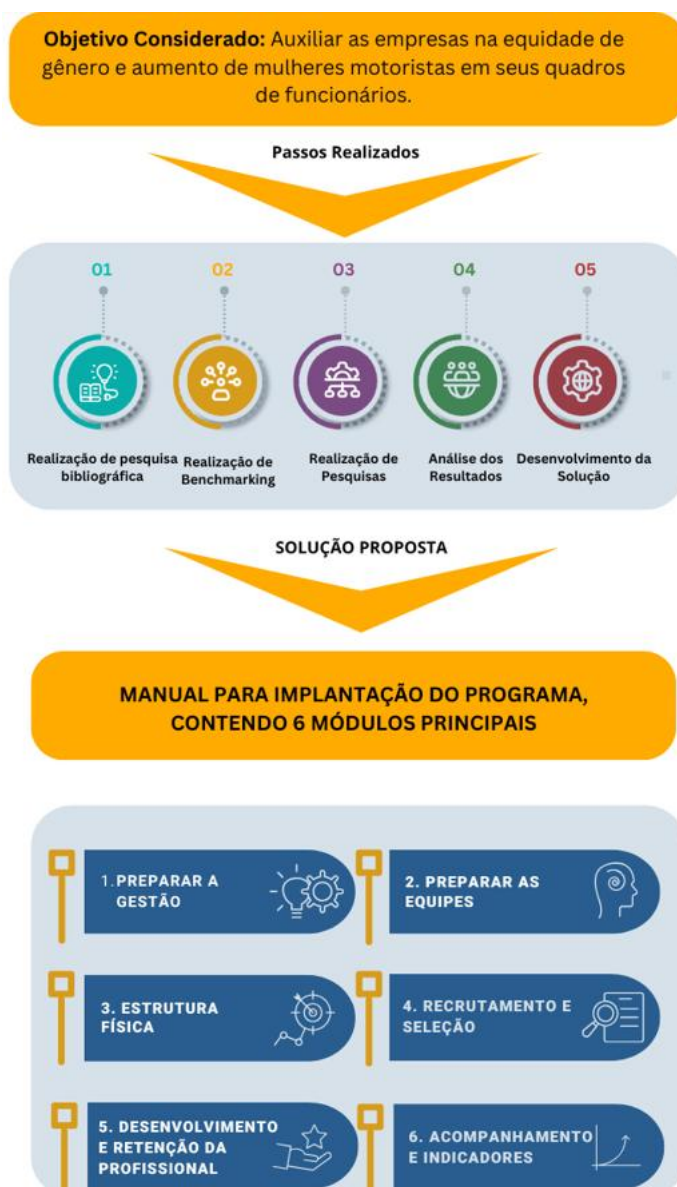 Objetivo Considerado: Auxiliar as empresas na equidade de
gênero e aumento de mulheres motoristas em seus quadros
de funcionários.
Passos Realizados
01
02
03
04
05
Realização de pesquisa
bibliográfica
Realização de
Benchmarking
Realização de
Pesquisas
Análise dos
Resultados
Desenvolvimento da
Solução
SOLUÇÃO PROPOSTA
MANUAL PARA IMPLANTAÇÃO DO PROGRAMA,
CONTENDO 6 MÓDULOS PRINCIPAIS
1.PREPARAR A
GESTÃO
2. PREPARAR AS
EQUIPES
3. ESTRUTURA
FÍSICA
4. RECRUTAMENTO E
SELEÇÃO
5. DESENVOLVIMENTO
E RETENÇÃO DA
PROFISSIONAL
6. ACOMPANHAMENTO
E INDICADORES